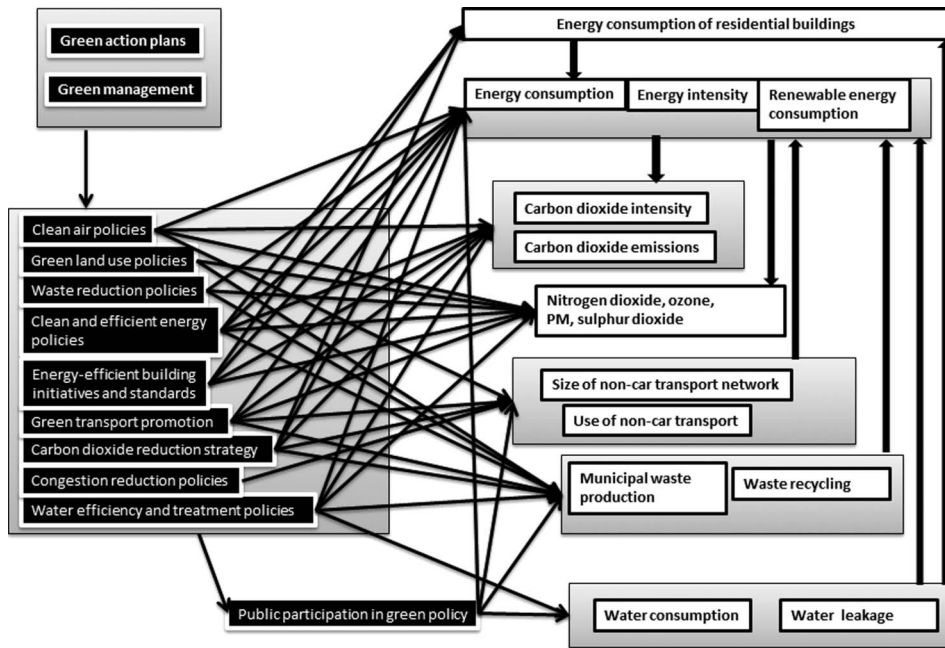 Green action plans
Green management
Clean air policies
Green land use policies
Waste reduction policies
Clean and efficient energy
policies
Energy-efficient building
initiatives and standards
Green transport promotion
Carbon dioxide reduction strategy
Congestion reduction policies
Water efficiency and treatment policies
Public participation in green policy
Energy consumption of residential buildings
Energy consumption
Energy intensity
Renewable energy
consumption
Carbon dioxide intensity
Carbon dioxide emissions
Nitrogen dioxide, ozone,
PM, sulphur dioxide
Size of non-car transport network
Use of non-car transport
Municipal waste
production
Waste recycling
Water consumption
Water leakage